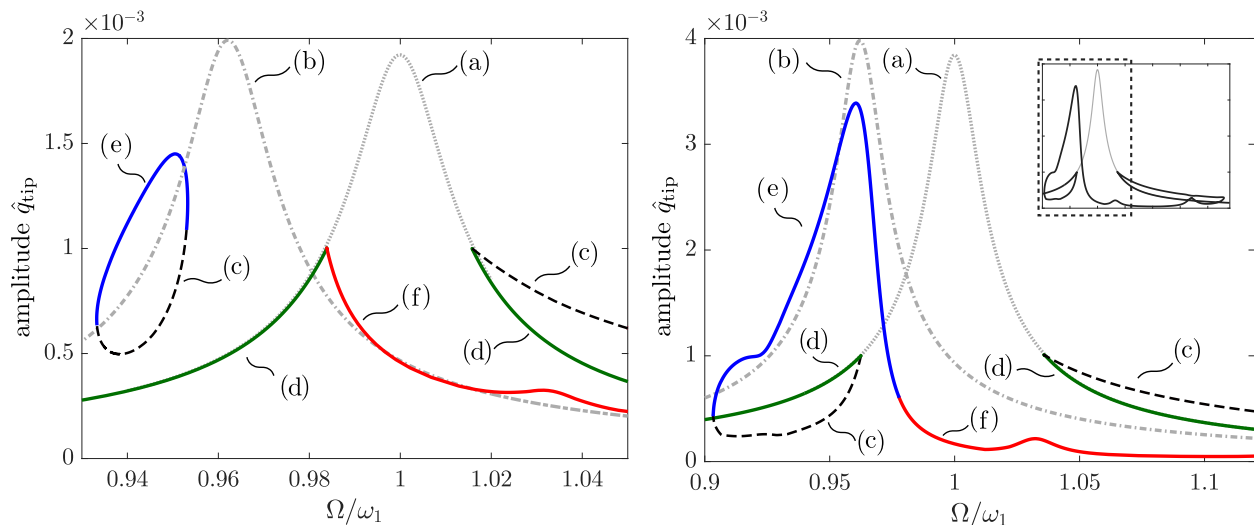 ×10⁻³
2
1.5
1
0.5
0
amplitude q̂tip
(b)
(a)
(e)
(c)
(c)
(f)
(d)
(d)
0.94
0.96
0.98
1
1.02
1.04
Ω/ω₁
×10⁻³
4
3
2
1
0
amplitude q̂tip
(b)
(a)
(e)
(d)
(d)
(c)
(c)
(f)
0.9
0.95
1
1.05
1.1
Ω/ω₁